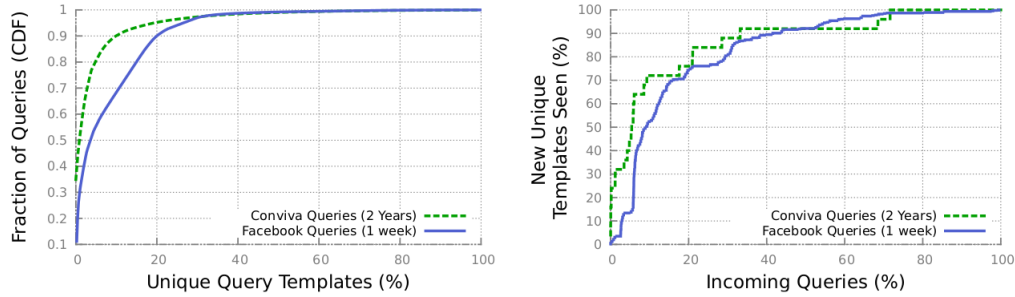 Fraction of Queries (CDF)
1
0.9
0.8
0.7
0.6
0.5
0.4
0.3
0.2
0.1
Conviva Queries (2 Years)
Facebook Queries (1 week)
0 20 40 60 80 100
Unique Query Templates (%)
New Unique
Templates Seen (%)
100
90
80
70
60
50
40
30
20
10
0
Conviva Queries (2 Years)
Facebook Queries (1 week)
0 20 40 60 80 100
Incoming Queries (%)